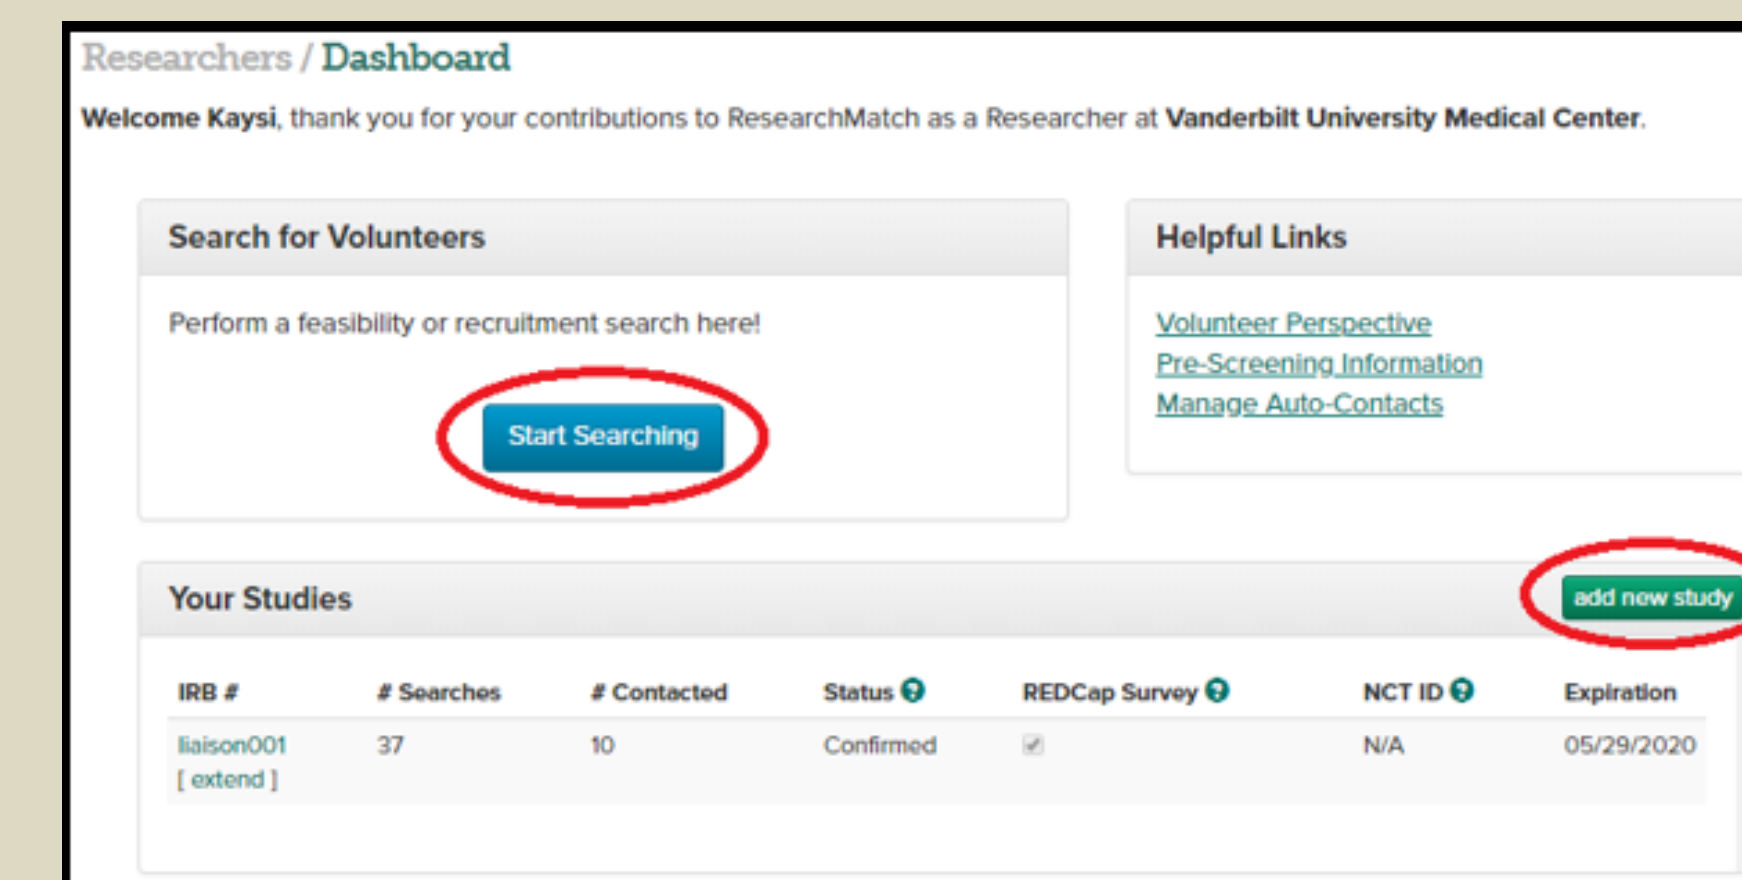 Researchers / Dashboard
Welcome Kaysi, thank you for your contributions to ResearchMatch as a Researcher at Vanderbilt University Medical Center.
Search for Volunteers
Perform a feasibility or recruitment search here!
Start Searching
Helpful Links
Volunteer Perspective
Pre-Screening Information
Manage Auto-Contacts
Your Studies
add new study
IRB # # Searches # Contacted Status ? REDCap Survey ? NCT ID ? Expiration
liaison001 37 10 Confirmed N/A 05/29/2020
[ extend ]